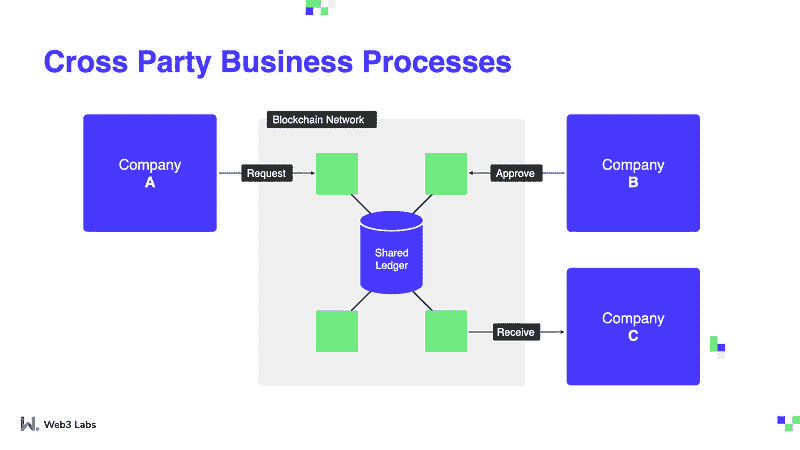 Cross Party Business Processes
Blockchain Network
Company
A
Request
Approve
Company
B
Shared
Ledger
Company
C
Receive
W. Web3 Labs